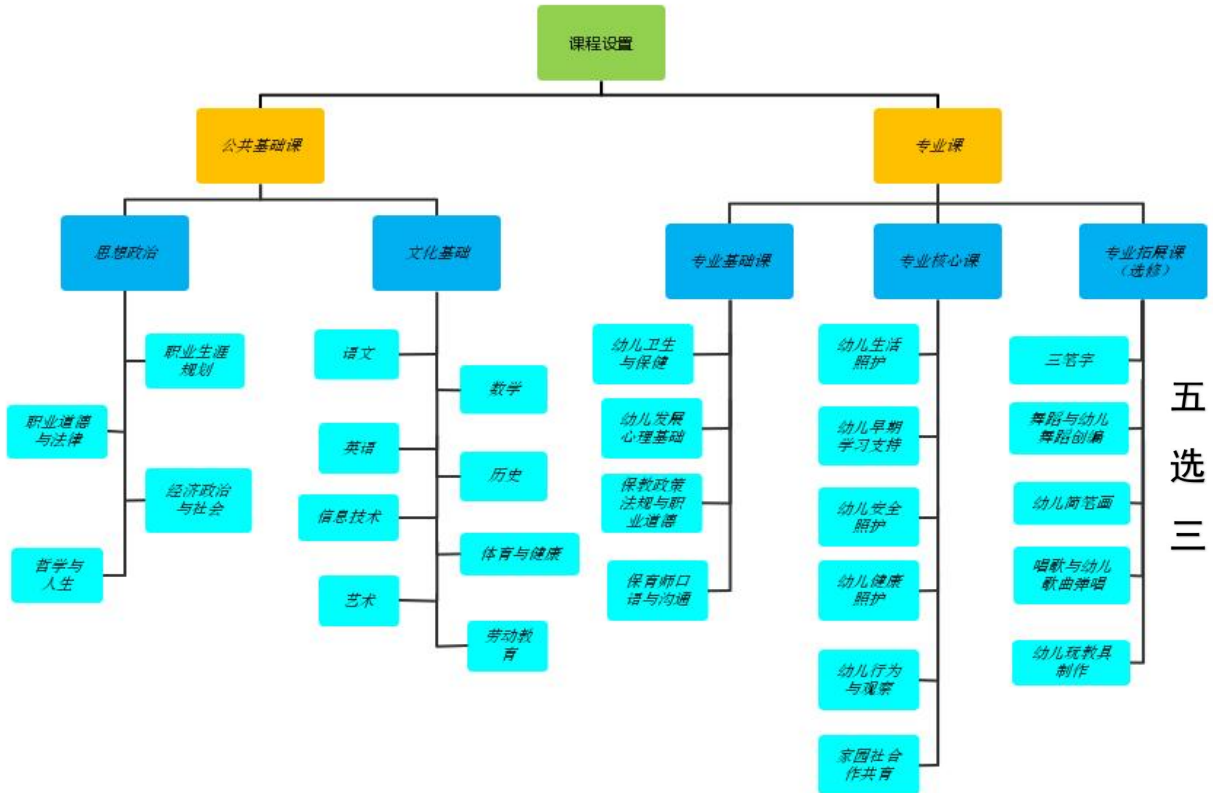 课程设置
公共基础课
专业课
思想政治
文化基础
专业基础课
专业核心课
专业拓展课
（选修）
职业生涯
规划
职业道德
与法律
经济政治
与社会
哲学与
人生
语文
数学
英语
历史
信息技术
体育与健康
艺术
劳动教
育
幼儿卫生
与保健
幼儿发展
心理基础
保教政策
法规与职
业道德
保育师口
语与沟通
幼儿生活
照护
幼儿早期
学习支持
幼儿安全
照护
幼儿健康
照护
幼儿行为
与观察
家园社合
作共育
三笔字
舞蹈与幼儿
舞蹈创编
幼儿简笔画
唱歌与幼儿
歌曲弹唱
幼儿玩教具
制作
五
选
三